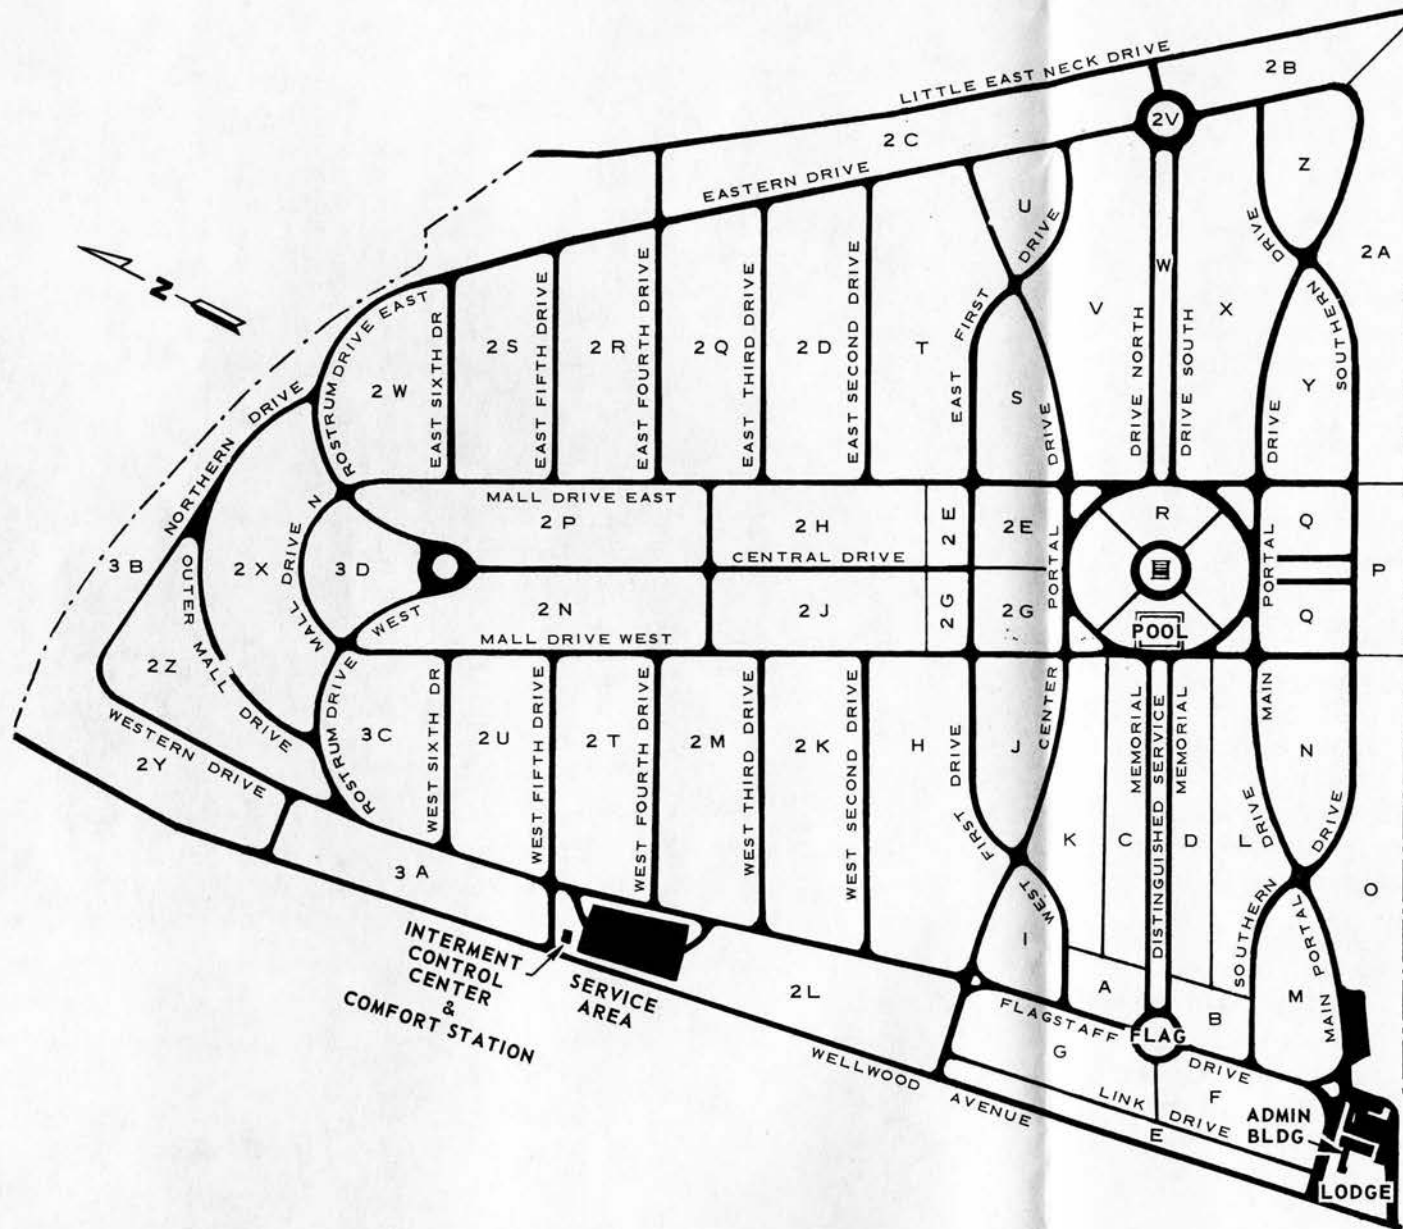 LITTLE EAST NECK DRIVE
2B
2V
2C
Z
EASTERN DRIVE
U
DRIVE
W
DRIVE
2A
N
ROSTRUM DRIVE EAST
EAST SIXTH DR
2W
2S
EAST FIFTH DRIVE
2R
EAST FOURTH DRIVE
2Q
EAST THIRD DRIVE
2D
EAST SECOND DRIVE
T
EAST FIRST
V
DRIVE NORTH
DRIVE SOUTH
X
SOUTHERN
Y
S
DRIVE
DRIVE
NORTHERN DRIVE
MALL DRIVE EAST
2P
2H
2E
2E
R
Q
CENTRAL DRIVE
PORTAL
PORTAL
3B
OUTER MALL DRIVE
2X
MALL DRIVE N
3D
WEST
2N
2J
2G
2G
POOL
Q
P
MALL DRIVE WEST
2Z
WESTERN DRIVE
2Y
ROSTRUM DRIVE
3C
WEST SIXTH DR
2U
WEST FIFTH DRIVE
2T
WEST FOURTH DRIVE
2M
WEST THIRD DRIVE
2K
WEST SECOND DRIVE
H
FIRST DRIVE
J
CENTER
MEMORIAL
DISTINGUISHED SERVICE
MEMORIAL
MAIN
DRIVE
N
DRIVE
K
C
D
L
3A
WEST
SOUTHERN
O
I
MAIN PORTAL
M
INTERMENT
CONTROL
CENTER
&
COMFORT STATION
SERVICE
AREA
2L
A
B
FLAGSTAFF
FLAG
DRIVE
G
WELLWOOD AVENUE
LINK DRIVE
F
E
ADMIN
BLDG
LODGE